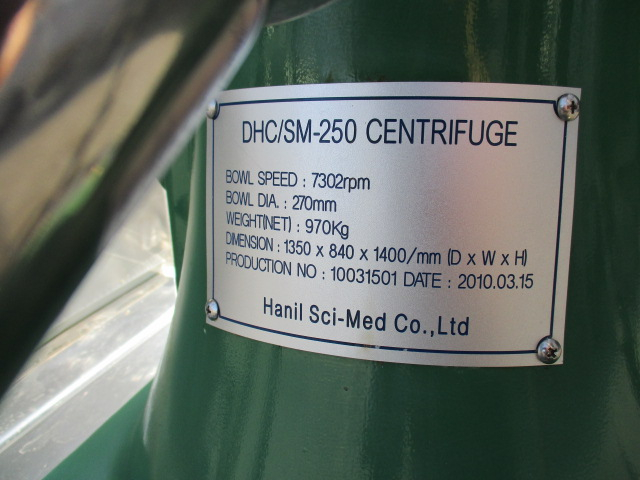 DHC/SM-250 CENTRIFUGE
BOWL SPEED : 7302rpm
BOWL DIA. : 270mm
WEIGHT(NET) : 970Kg
DIMENSION : 1350 x 840 x 1400/mm (D x W x H)
PRODUCTION NO : 10031501 DATE : 2010.03.15
Hanil Sci-Med Co.,Ltd